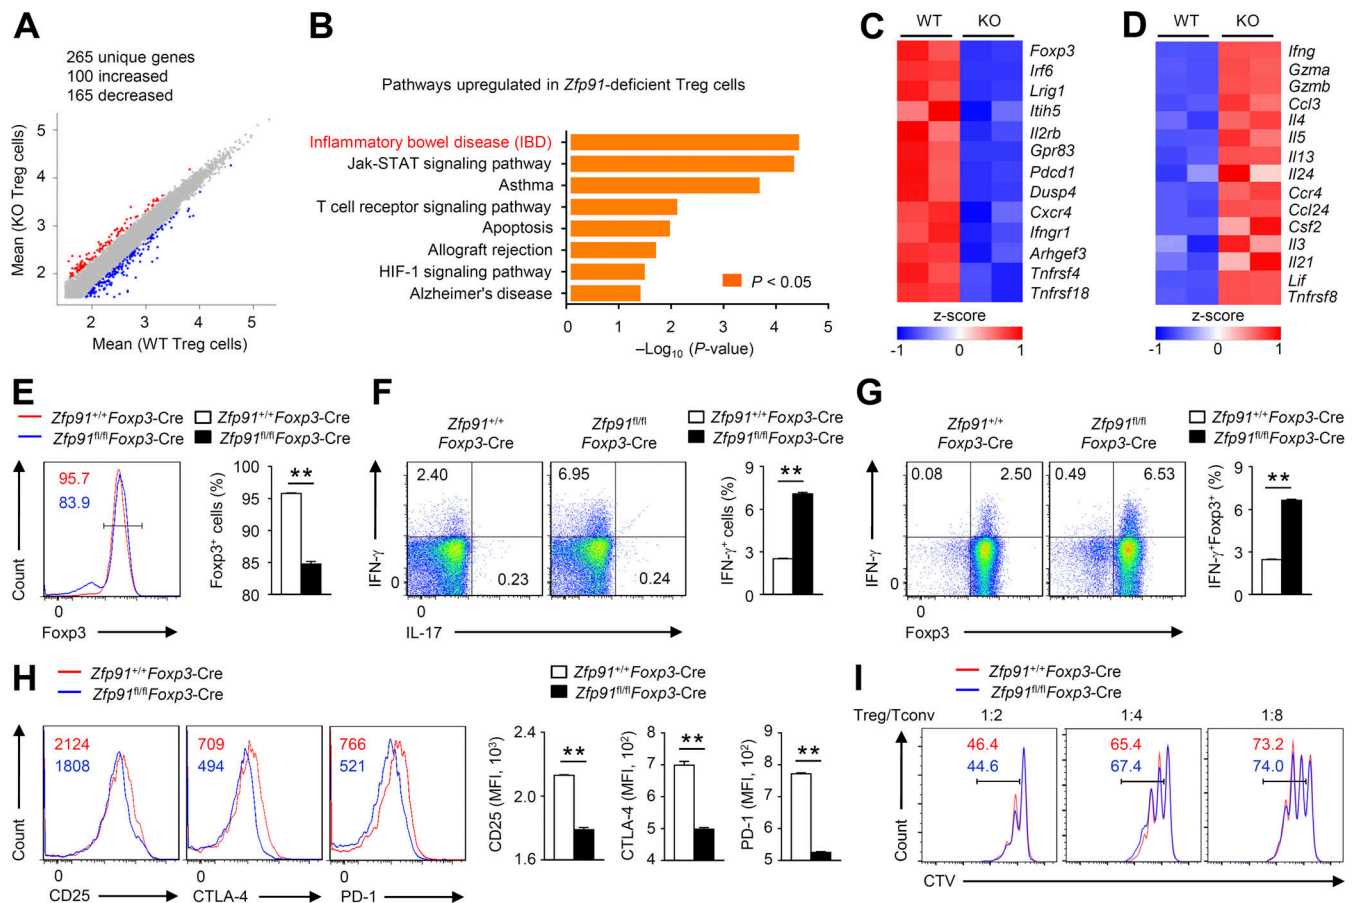 A
265 unique genes
100 increased
165 decreased
Mean (KO Treg cells)
5
4
3
2
2 3 4 5
Mean (WT Treg cells)
B
Pathways upregulated in Zfp91-deficient Treg cells
Inflammatory bowel disease (IBD)
Jak-STAT signaling pathway
Asthma
T cell receptor signaling pathway
Apoptosis
Allograft rejection
HIF-1 signaling pathway
Alzheimer's disease
P < 0.05
0 1 2 3 4 5
–Log10 (P-value)
C
WT KO
Foxp3
Irf6
Lrig1
Itih5
Il2rb
Gpr83
Pdcd1
Dusp4
Cxcr4
Ifngr1
Arhgef3
Tnfrsf4
Tnfrsf18
z-score
-1 0 1
D
WT KO
Ifng
Gzma
Gzmb
Ccl3
Il4
Il5
Il13
Il24
Ccr4
Ccl24
Csf2
Il3
Il21
Lif
Tnfrsf8
z-score
-1 0 1
E
Zfp91+/+Foxp3-Cre
Zfp91fl/flFoxp3-Cre
95.7
83.9
Count
0
Foxp3
Zfp91+/+Foxp3-Cre
Zfp91fl/flFoxp3-Cre
Foxp3+ cells (%)
100
95
90
85
80
**
F
Zfp91+/+
Foxp3-Cre
Zfp91fl/fl
Foxp3-Cre
2.40
0.23
6.95
0.24
IFN-γ
0
0
IL-17
Zfp91+/+Foxp3-Cre
Zfp91fl/flFoxp3-Cre
IFN-γ+ cells (%)
9
6
3
0
**
G
Zfp91+/+
Foxp3-Cre
Zfp91fl/fl
Foxp3-Cre
0.08 2.50
0.49 6.53
IFN-γ
0
0
Foxp3
Zfp91+/+Foxp3-Cre
Zfp91fl/flFoxp3-Cre
IFN-γ+Foxp3+ (%)
9
6
3
0
**
H
Zfp91+/+Foxp3-Cre
Zfp91fl/flFoxp3-Cre
2124
1808
709
494
766
521
Count
0 0 0
CD25 CTLA-4 PD-1
Zfp91+/+Foxp3-Cre
Zfp91fl/flFoxp3-Cre
CD25 (MFI, 10³)
2.4
2.0
1.6
**
CTLA-4 (MFI, 10²)
8
7
6
5
4
**
PD-1 (MFI, 10²)
9
8
7
6
5
**
I
Zfp91+/+Foxp3-Cre
Zfp91fl/flFoxp3-Cre
Treg/Tconv 1:2 1:4 1:8
46.4
44.6
65.4
67.4
73.2
74.0
Count
CTV